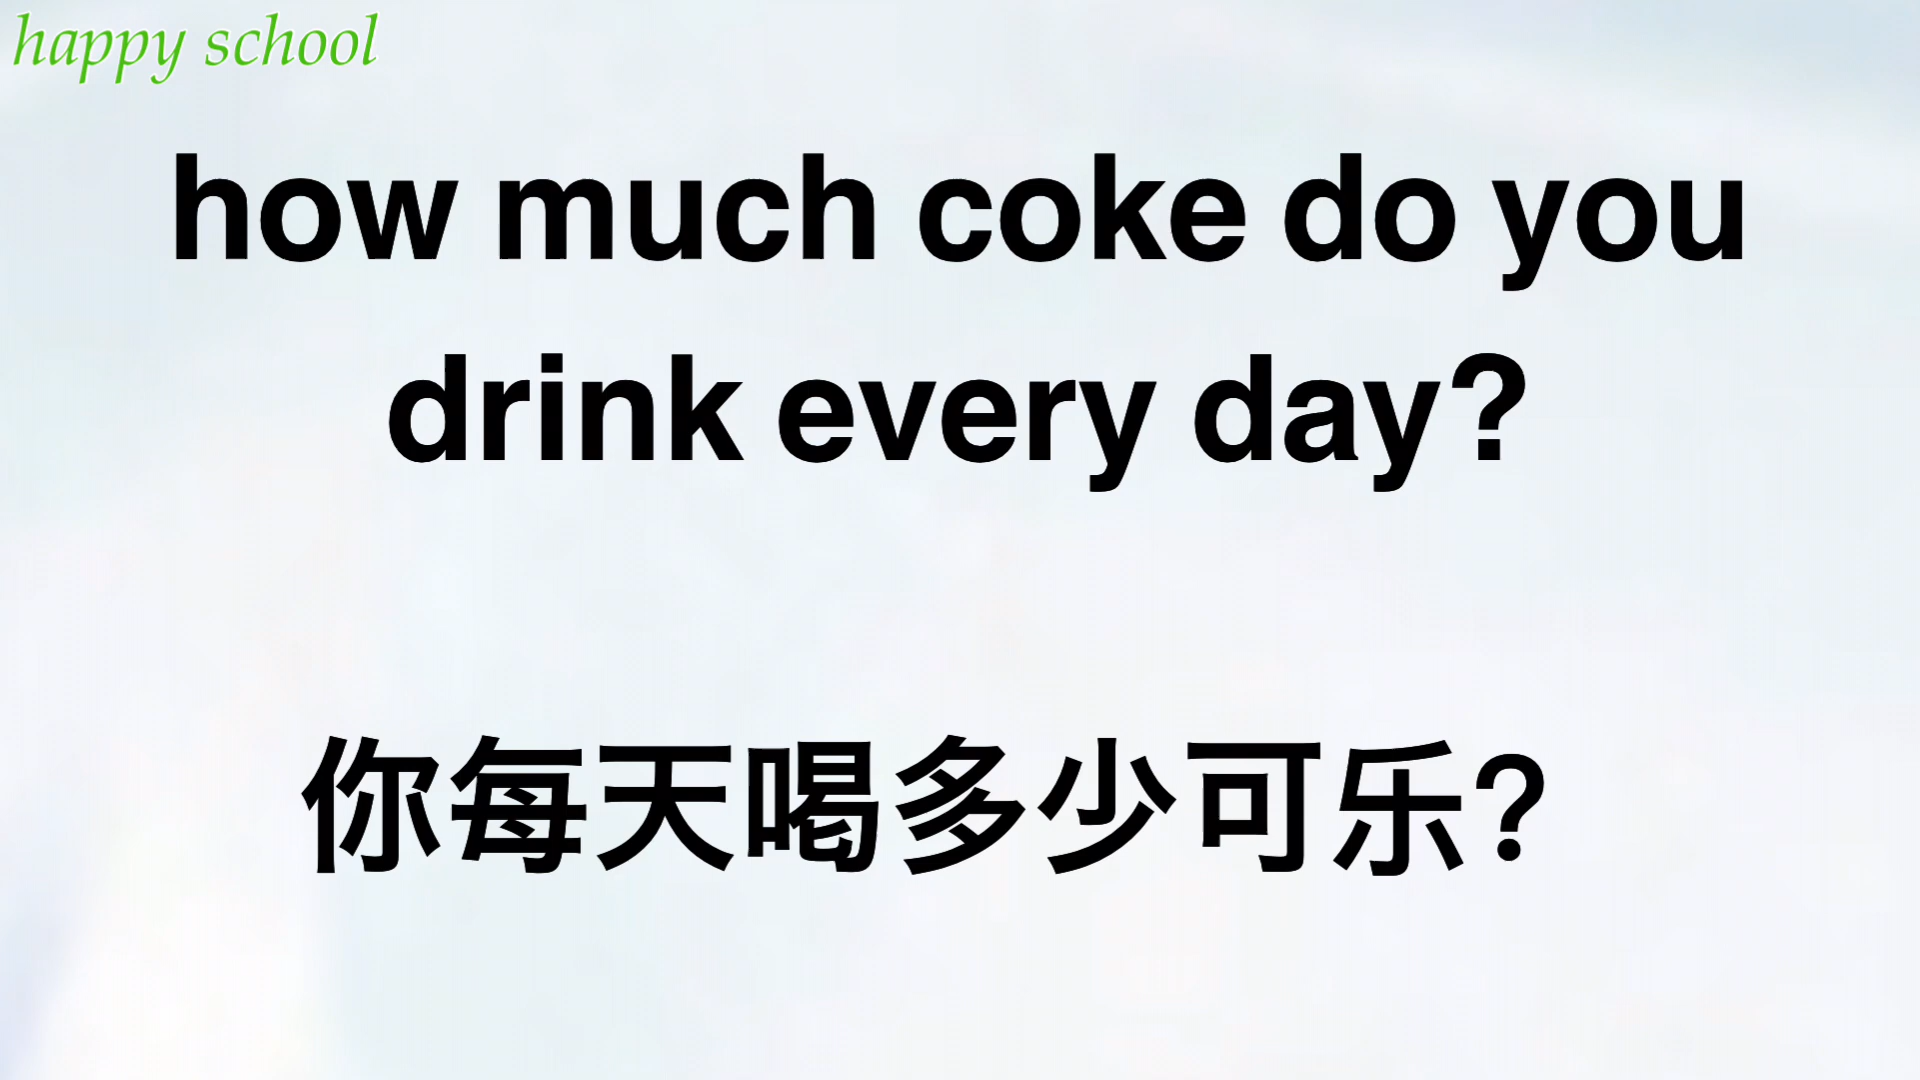 happy school
how much coke do you
drink every day?
你每天喝多少可乐?